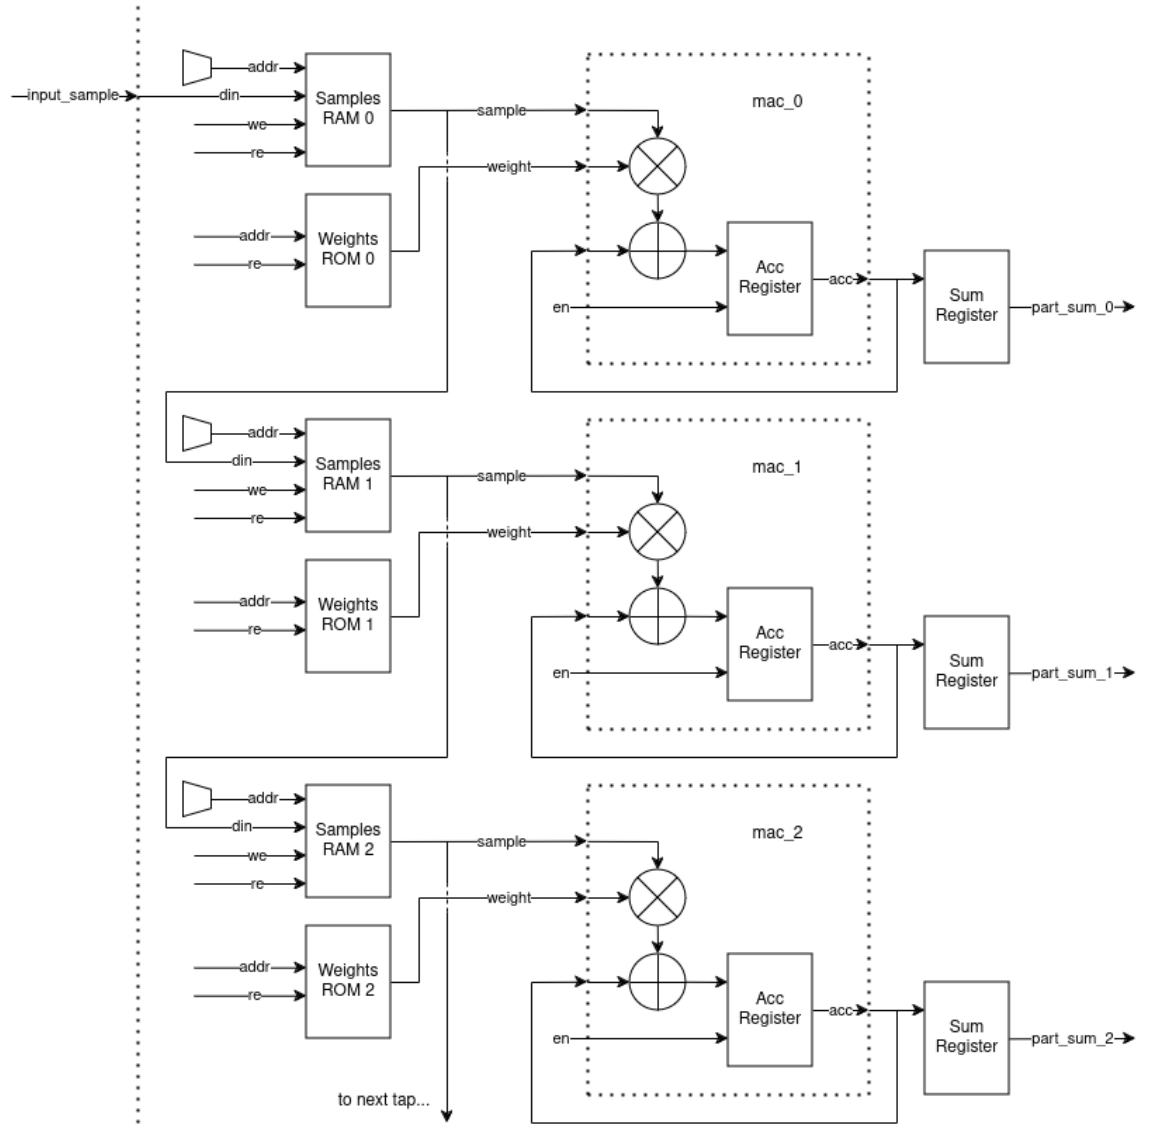 addr
mac_0
input_sample
din
Samples
RAM 0
sample
we
re
weight
addr
Weights
ROM 0
re
Acc
Register
acc
en
Sum
Register
part_sum_0
addr
mac_1
din
Samples
RAM 1
sample
we
re
weight
addr
Weights
ROM 1
re
Acc
Register
acc
en
Sum
Register
part_sum_1
addr
mac_2
din
Samples
RAM 2
sample
we
re
weight
addr
Weights
ROM 2
re
Acc
Register
acc
en
Sum
Register
part_sum_2
to next tap...